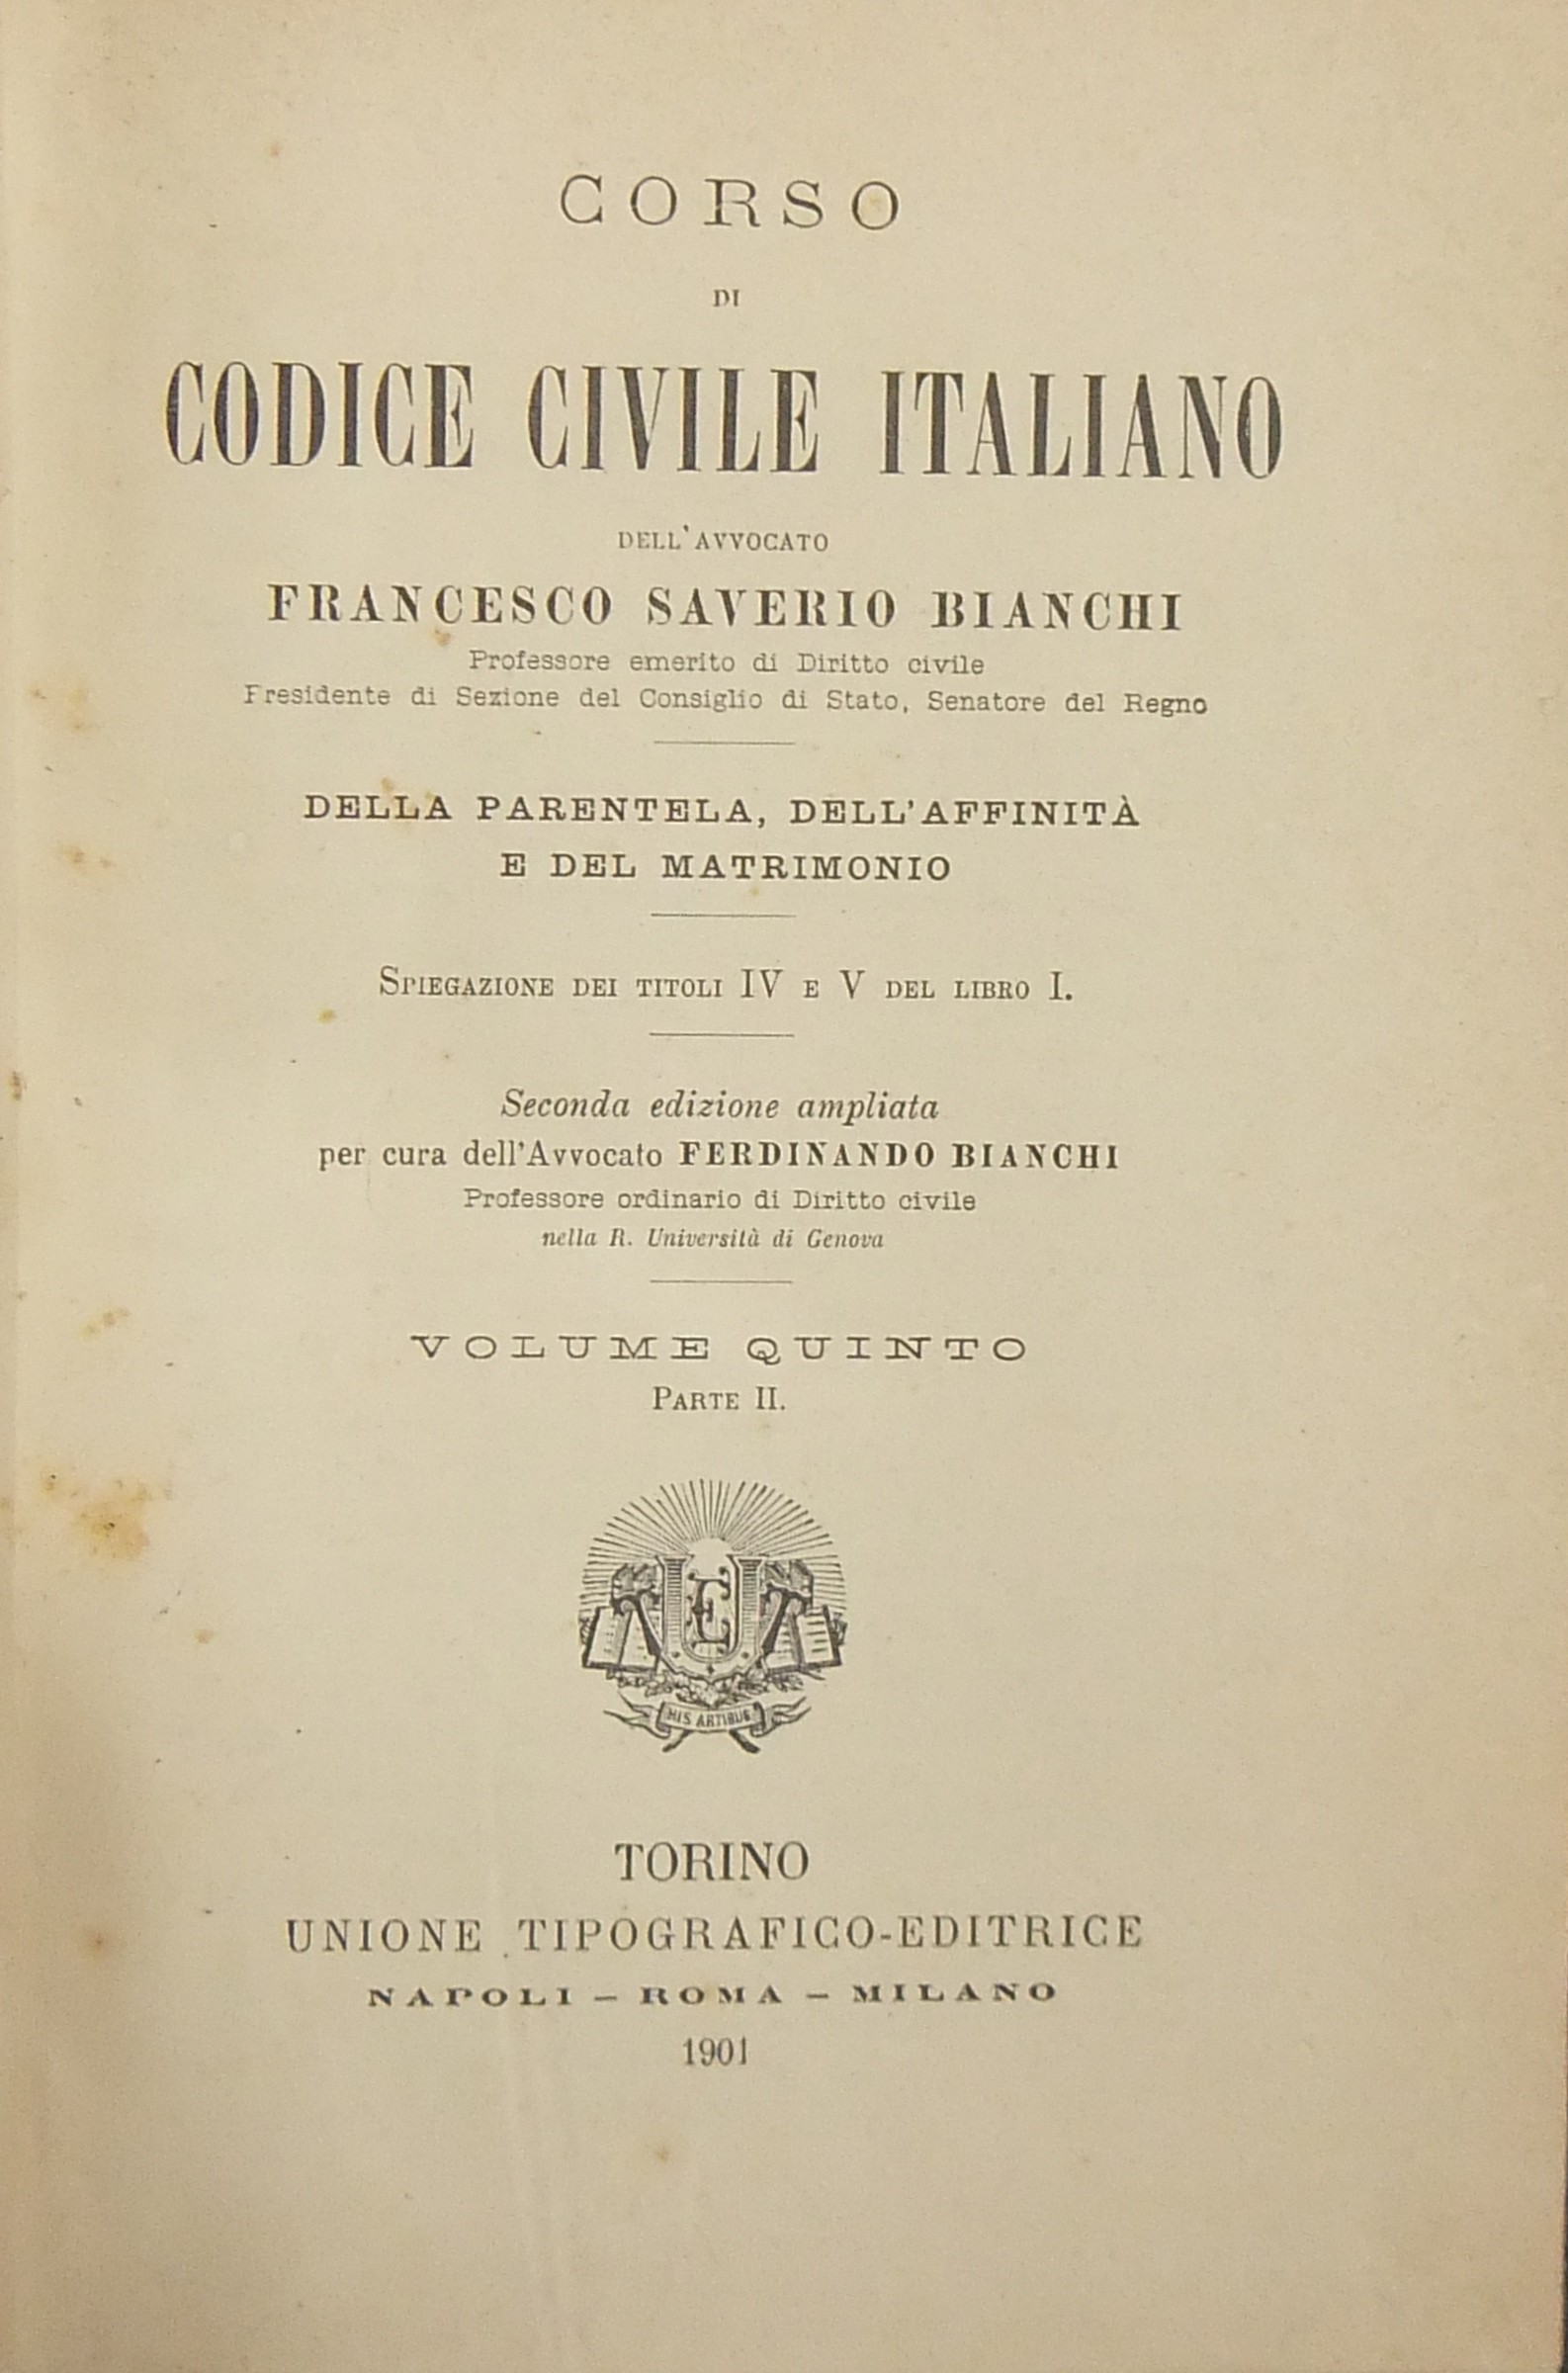 CORSO
DI
CODICE CIVILE ITALIANO
DELL'AVVOCATO
FRANCESCO SAVERIO BIANCHI
Professore emerito di Diritto civile
Presidente di Sezione del Consiglio di Stato, Senatore del Regno
DELLA PARENTELA, DELL'AFFINITÀ
E DEL MATRIMONIO
SPIEGAZIONE DEI TITOLI IV E V DEL LIBRO I.
Seconda edizione ampliata
per cura dell'Avvocato FERDINANDO BIANCHI
Professore ordinario di Diritto civile
nella R. Università di Genova
VOLUME QUINTO
PARTE II.
UE
HIS ARTIBUS
TORINO
UNIONE TIPOGRAFICO-EDITRICE
NAPOLI – ROMA – MILANO
1901